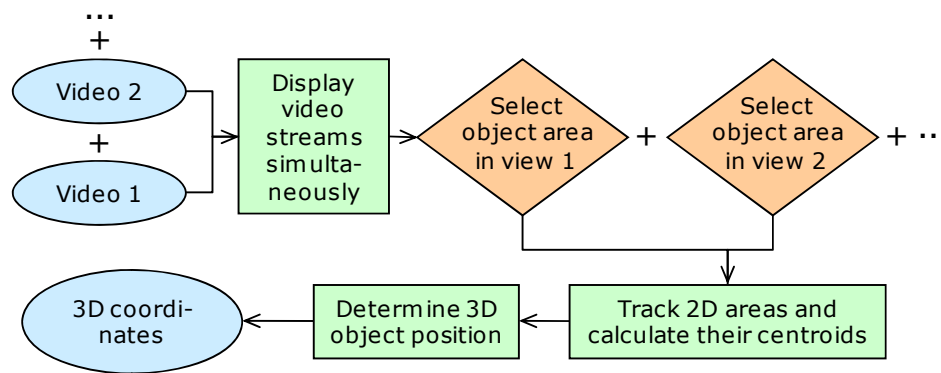 ...
+
Video 2
+
Video 1
Display
video
streams
simulta-
neously
Select
object area
in view 1
+
Select
object area
in view 2
+ ...
Track 2D areas and
calculate their centroids
Determine 3D
object position
3D coordi-
nates